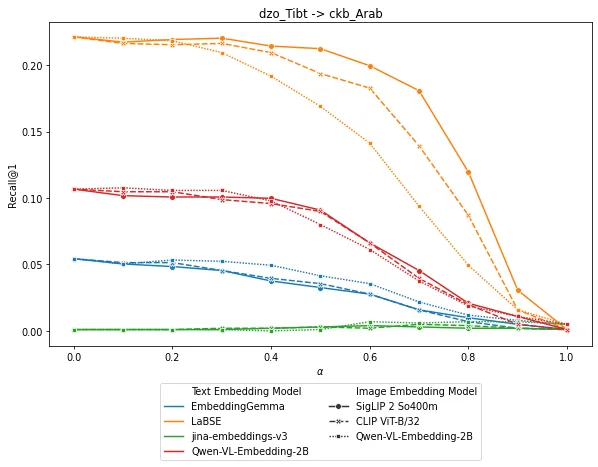 dzo_Tibt -> ckb_Arab
Recall@1
0.20
0.15
0.10
0.05
0.00
0.0 0.2 0.4 0.6 0.8 1.0
α
Text Embedding Model Image Embedding Model
EmbeddingGemma SigLIP 2 So400m
LaBSE CLIP ViT-B/32
jina-embeddings-v3 Qwen-VL-Embedding-2B
Qwen-VL-Embedding-2B